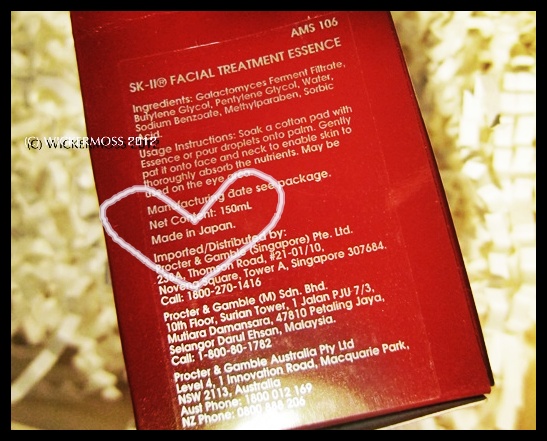 AMS 106
SK-II® FACIAL TREATMENT ESSENCE
Ingredients: Galactomyces Ferment Filtrate,
Butylene Glycol, Pentylene Glycol, Water,
Sodium Benzoate, Methylparaben, Sorbic
Acid
(C) WICKERMOSS 2012
Usage Instructions: Soak a cotton pad with
Essence or pour droplets onto palm. Gently
pat it onto face and neck to enable skin to
thoroughly absorb the nutrients. May be
used on the eye area.
Manufacturing date see package.
Net Content: 150mL
Made in Japan.
Imported/Distributed by:
Procter & Gamble (Singapore) Pte. Ltd.
238A, Thomson Road, #21-01/10,
Novena Square, Tower A, Singapore 307684.
Call: 1800-270-1416
Procter & Gamble (M) Sdn. Bhd.
10th Floor, Surian Tower, 1 Jalan PJU 7/3,
Mutiara Damansara, 47810 Petaling Jaya,
Selangor Darul Ehsan, Malaysia.
Call: 1-800-80-1782
Procter & Gamble Australia Pty Ltd
Level 4, 1 Innovation Road, Macquarie Park,
NSW 2113, Australia
Aust Phone: 1800 012 169
NZ Phone: 0800 888 206